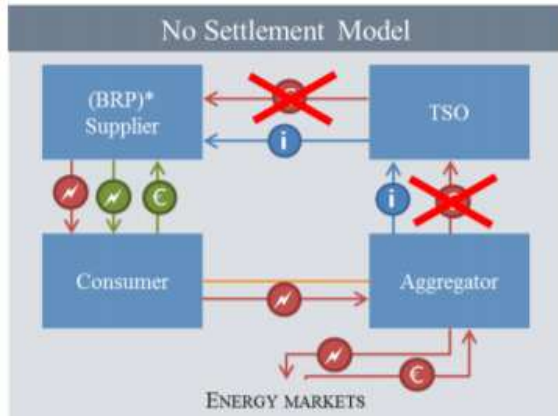 No Settlement Model
(BRP)*
Supplier
TSO
i
i
€
Consumer
Aggregator
€
ENERGY MARKETS